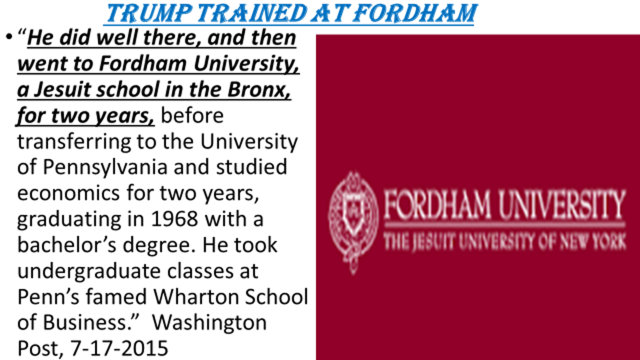 TRUMP TRAINED AT FORDHAM
• “He did well there, and then
went to Fordham University,
a Jesuit school in the Bronx,
for two years, before
transferring to the University
of Pennsylvania and studied
economics for two years,
graduating in 1968 with a
bachelor’s degree. He took
undergraduate classes at
Penn’s famed Wharton School
of Business.” Washington
Post, 7-17-2015
FORDHAM UNIVERSITY
THE JESUIT UNIVERSITY OF NEW YORK